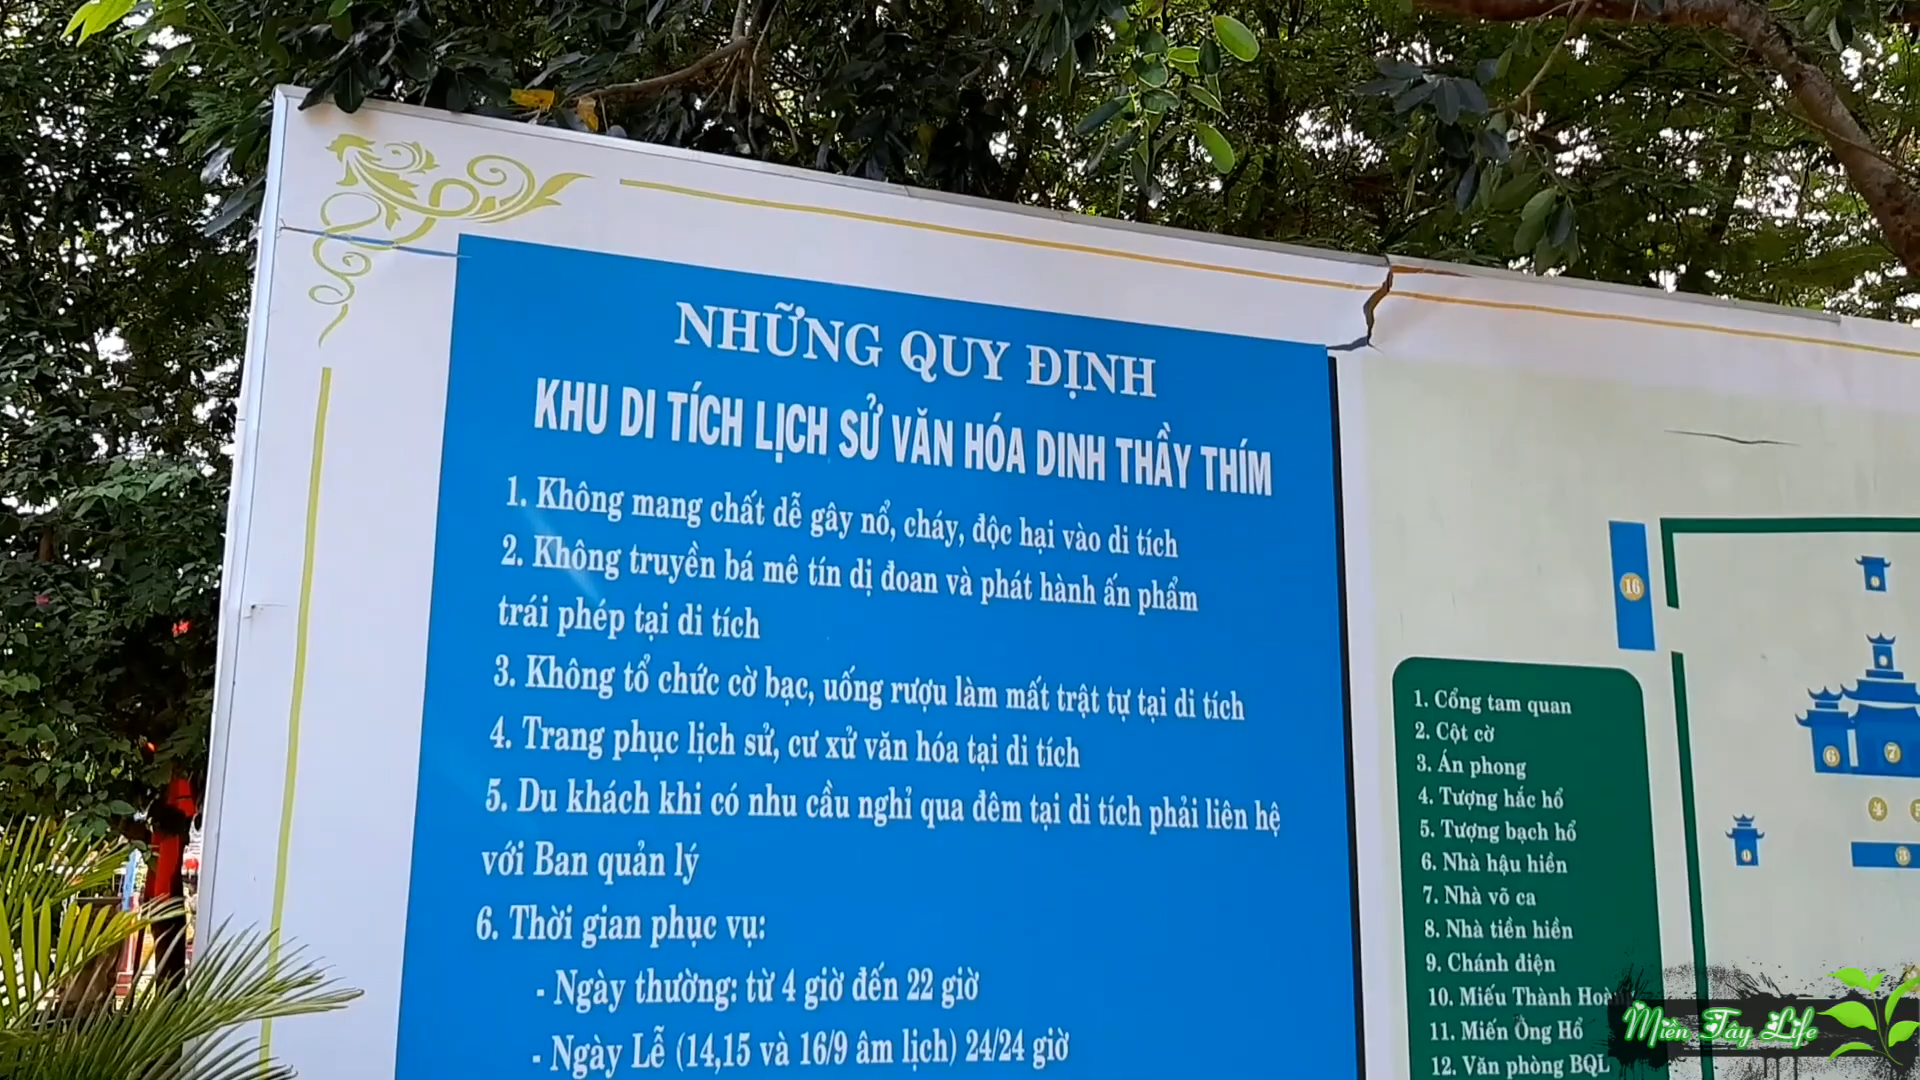 NHỮNG QUY ĐỊNH
KHU DI TÍCH LỊCH SỬ VĂN HÓA DINH THẦY THÍM
1. Không mang chất dễ gây nổ, cháy, độc hại vào di tích
2. Không truyền bá mê tín dị đoan và phát hành ấn phẩm
trái phép tại di tích
3. Không tổ chức cờ bạc, uống rượu làm mất trật tự tại di tích
4. Trang phục lịch sử, cư xử văn hóa tại di tích
5. Du khách khi có nhu cầu nghỉ qua đêm tại di tích phải liên hệ
với Ban quản lý
6. Thời gian phục vụ:
- Ngày thường: từ 4 giờ đến 22 giờ
- Ngày Lễ (14,15 và 16/9 âm lịch) 24/24 giờ
1. Cổng tam quan
2. Cột cờ
3. Án phong
4. Tượng hắc hổ
5. Tượng bạch hổ
6. Nhà hậu hiền
7. Nhà võ ca
8. Nhà tiền hiền
9. Chánh điện
10. Miếu Thành
11. Miến Ông Hổ
12. Văn phòng BQL
16
6
7
4
3
Miền Tây Life